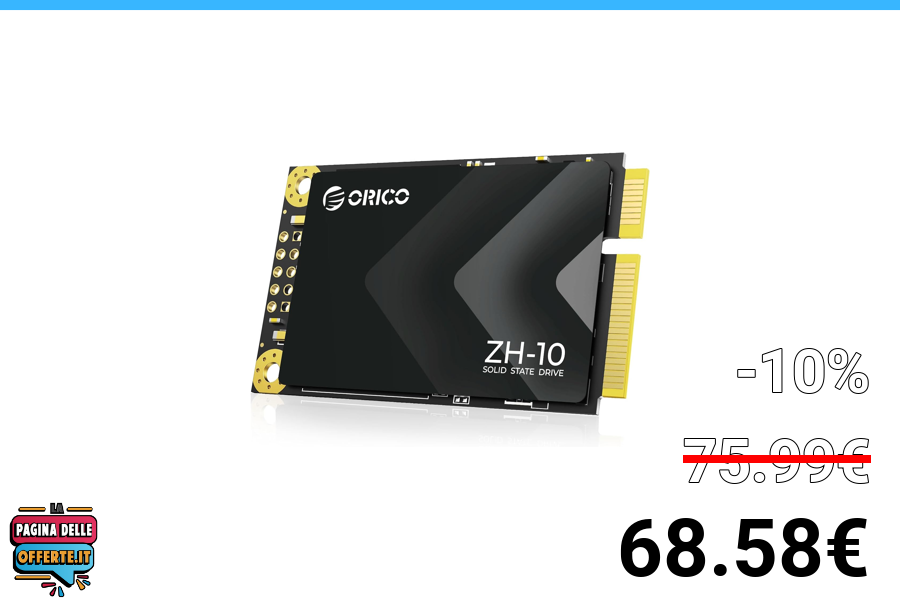 ORICO
ZH-10
SOLID STATE DRIVE
-10%
75.99€
68.58€
LA
PAGINA DELLE
OFFERTE.IT